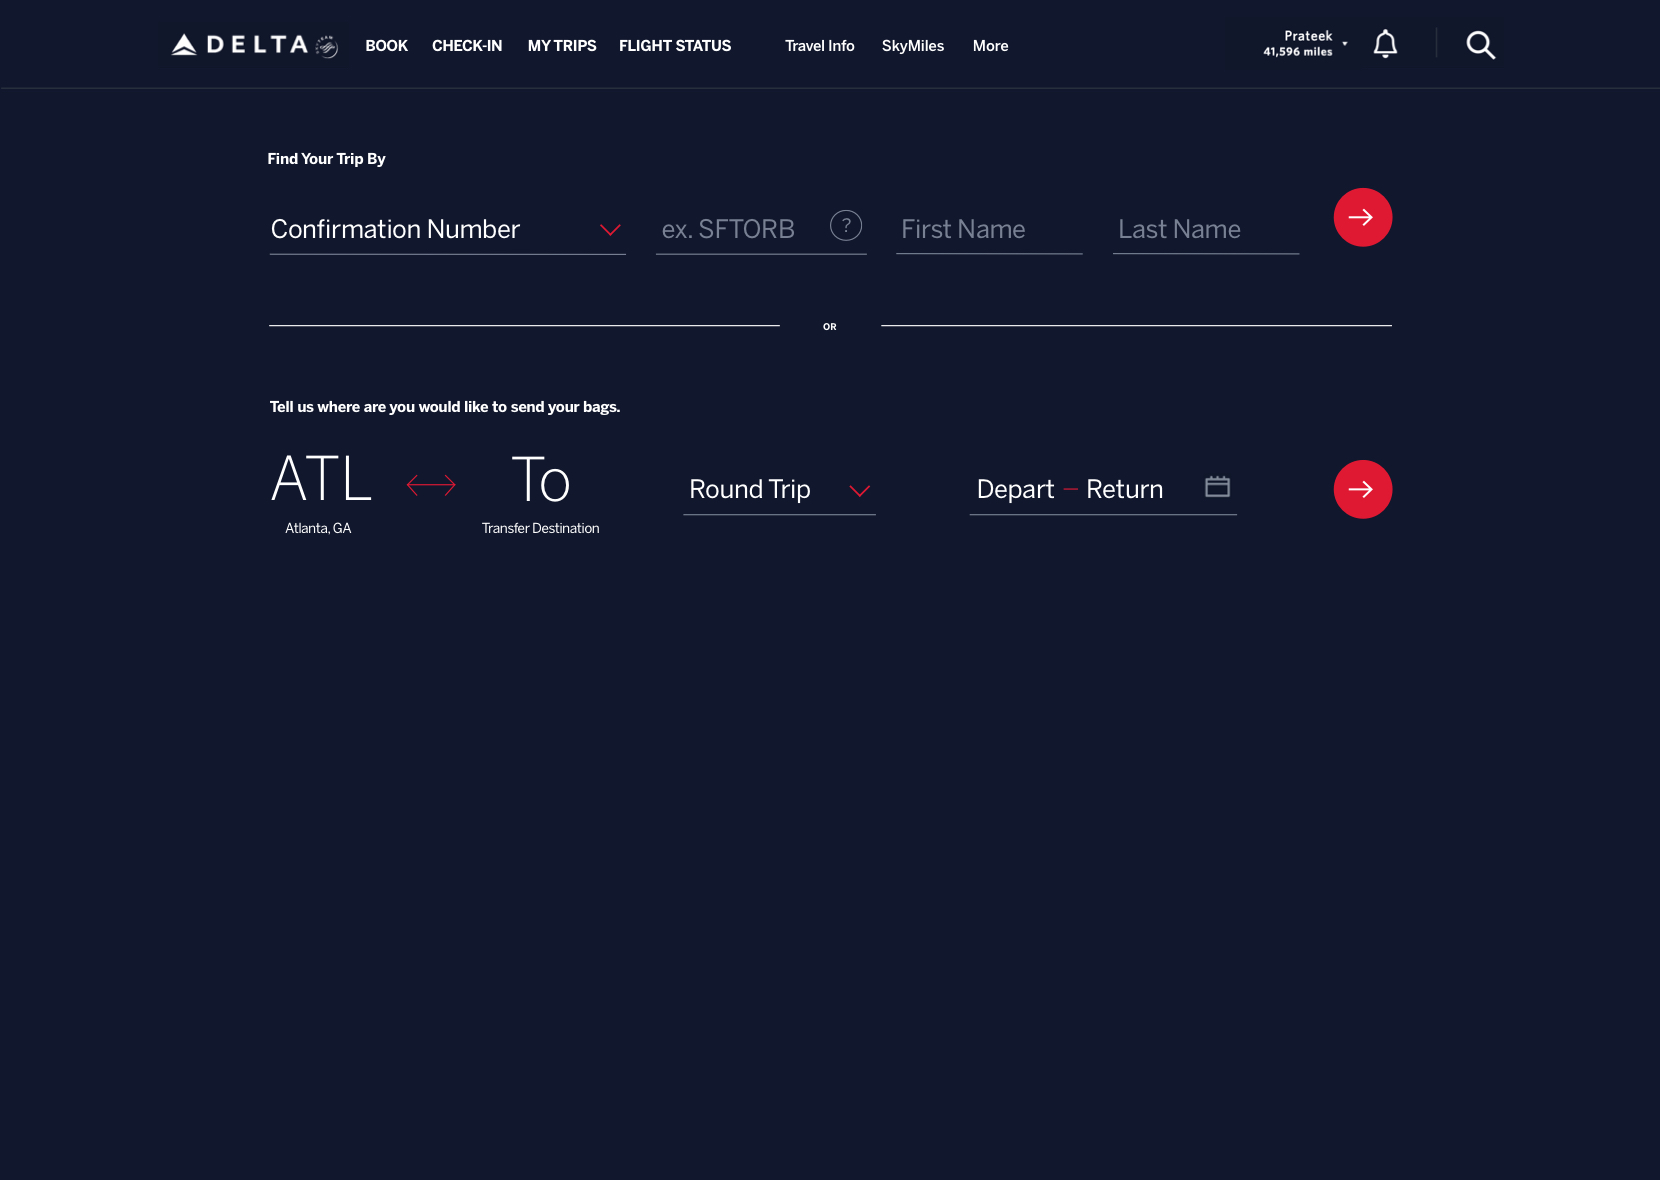 DELTA BOOK CHECK-IN MY TRIPS FLIGHT STATUS Travel Info SkyMiles More Prateek
41,596 miles
Find Your Trip By
Confirmation Number ex. SFTORB ? First Name Last Name
OR
Tell us where are you would like to send your bags.
ATL To Round Trip Depart – Return
Atlanta, GA Transfer Destination